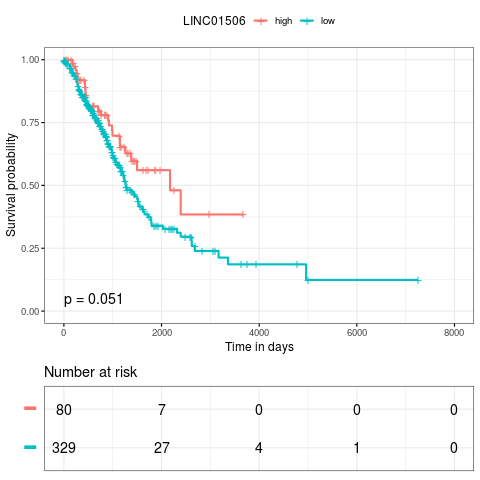 LINC01506 high low
1.00
0.75
0.50
0.25
0.00
Survival probability
p = 0.051
0 2000 4000 6000 8000
Time in days
Number at risk
80 7 0 0 0
329 27 4 1 0